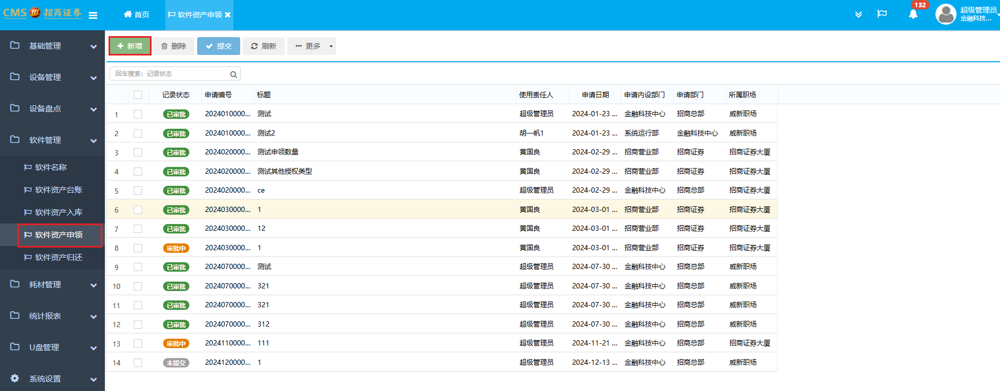 CMS 招商证券
首页
软件资产申领
132
超级管理员
金融科技...
基础管理
设备管理
设备盘点
软件管理
软件名称
软件资产台账
软件资产入库
软件资产申领
软件资产归还
耗材管理
统计报表
U盘管理
系统设置
新增 删除 提交 刷新 更多
回车搜索：记录状态
记录状态 申请编号 标题 使用责任人 申请日期 申请内设部门 申请部门 所属职场
1 已审批 2024010000... 测试 超级管理员 2024-01-23 ... 金融科技中心 招商总部 威新职场
2 已审批 2024010000... 测试2 胡一帆1 2024-01-23 ... 系统运行部 金融科技中心 威新职场
3 已审批 2024020000... 测试申领数量 黄国良 2024-02-29 ... 招商营业部 招商证券 招商证券大厦
4 已审批 2024020000... 测试其他授权类型 黄国良 2024-02-29 ... 招商营业部 招商证券 招商证券大厦
5 已审批 2024020000... ce 超级管理员 2024-02-29 ... 金融科技中心 招商总部 招商证券大厦
6 已审批 2024030000... 1 黄国良 2024-03-01 ... 招商营业部 招商证券 招商证券大厦
7 已审批 2024030000... 12 黄国良 2024-03-01 ... 招商营业部 招商证券 招商证券大厦
8 审批中 2024030000... 1 黄国良 2024-03-01 ... 招商营业部 招商证券 招商证券大厦
9 已审批 2024070000... 测试 超级管理员 2024-07-30 ... 金融科技中心 招商总部 威新职场
10 已审批 2024070000... 321 超级管理员 2024-07-30 ... 金融科技中心 招商总部 威新职场
11 已审批 2024070000... 321 超级管理员 2024-07-30 ... 金融科技中心 招商总部 威新职场
12 已审批 2024070000... 312 超级管理员 2024-07-30 ... 金融科技中心 招商总部 威新职场
13 审批中 2024110000... 111 超级管理员 2024-11-21 ... 金融科技中心 招商总部 招商证券大厦
14 未提交 2024120000... 1 超级管理员 2024-12-13 ... 金融科技中心 招商总部 威新职场